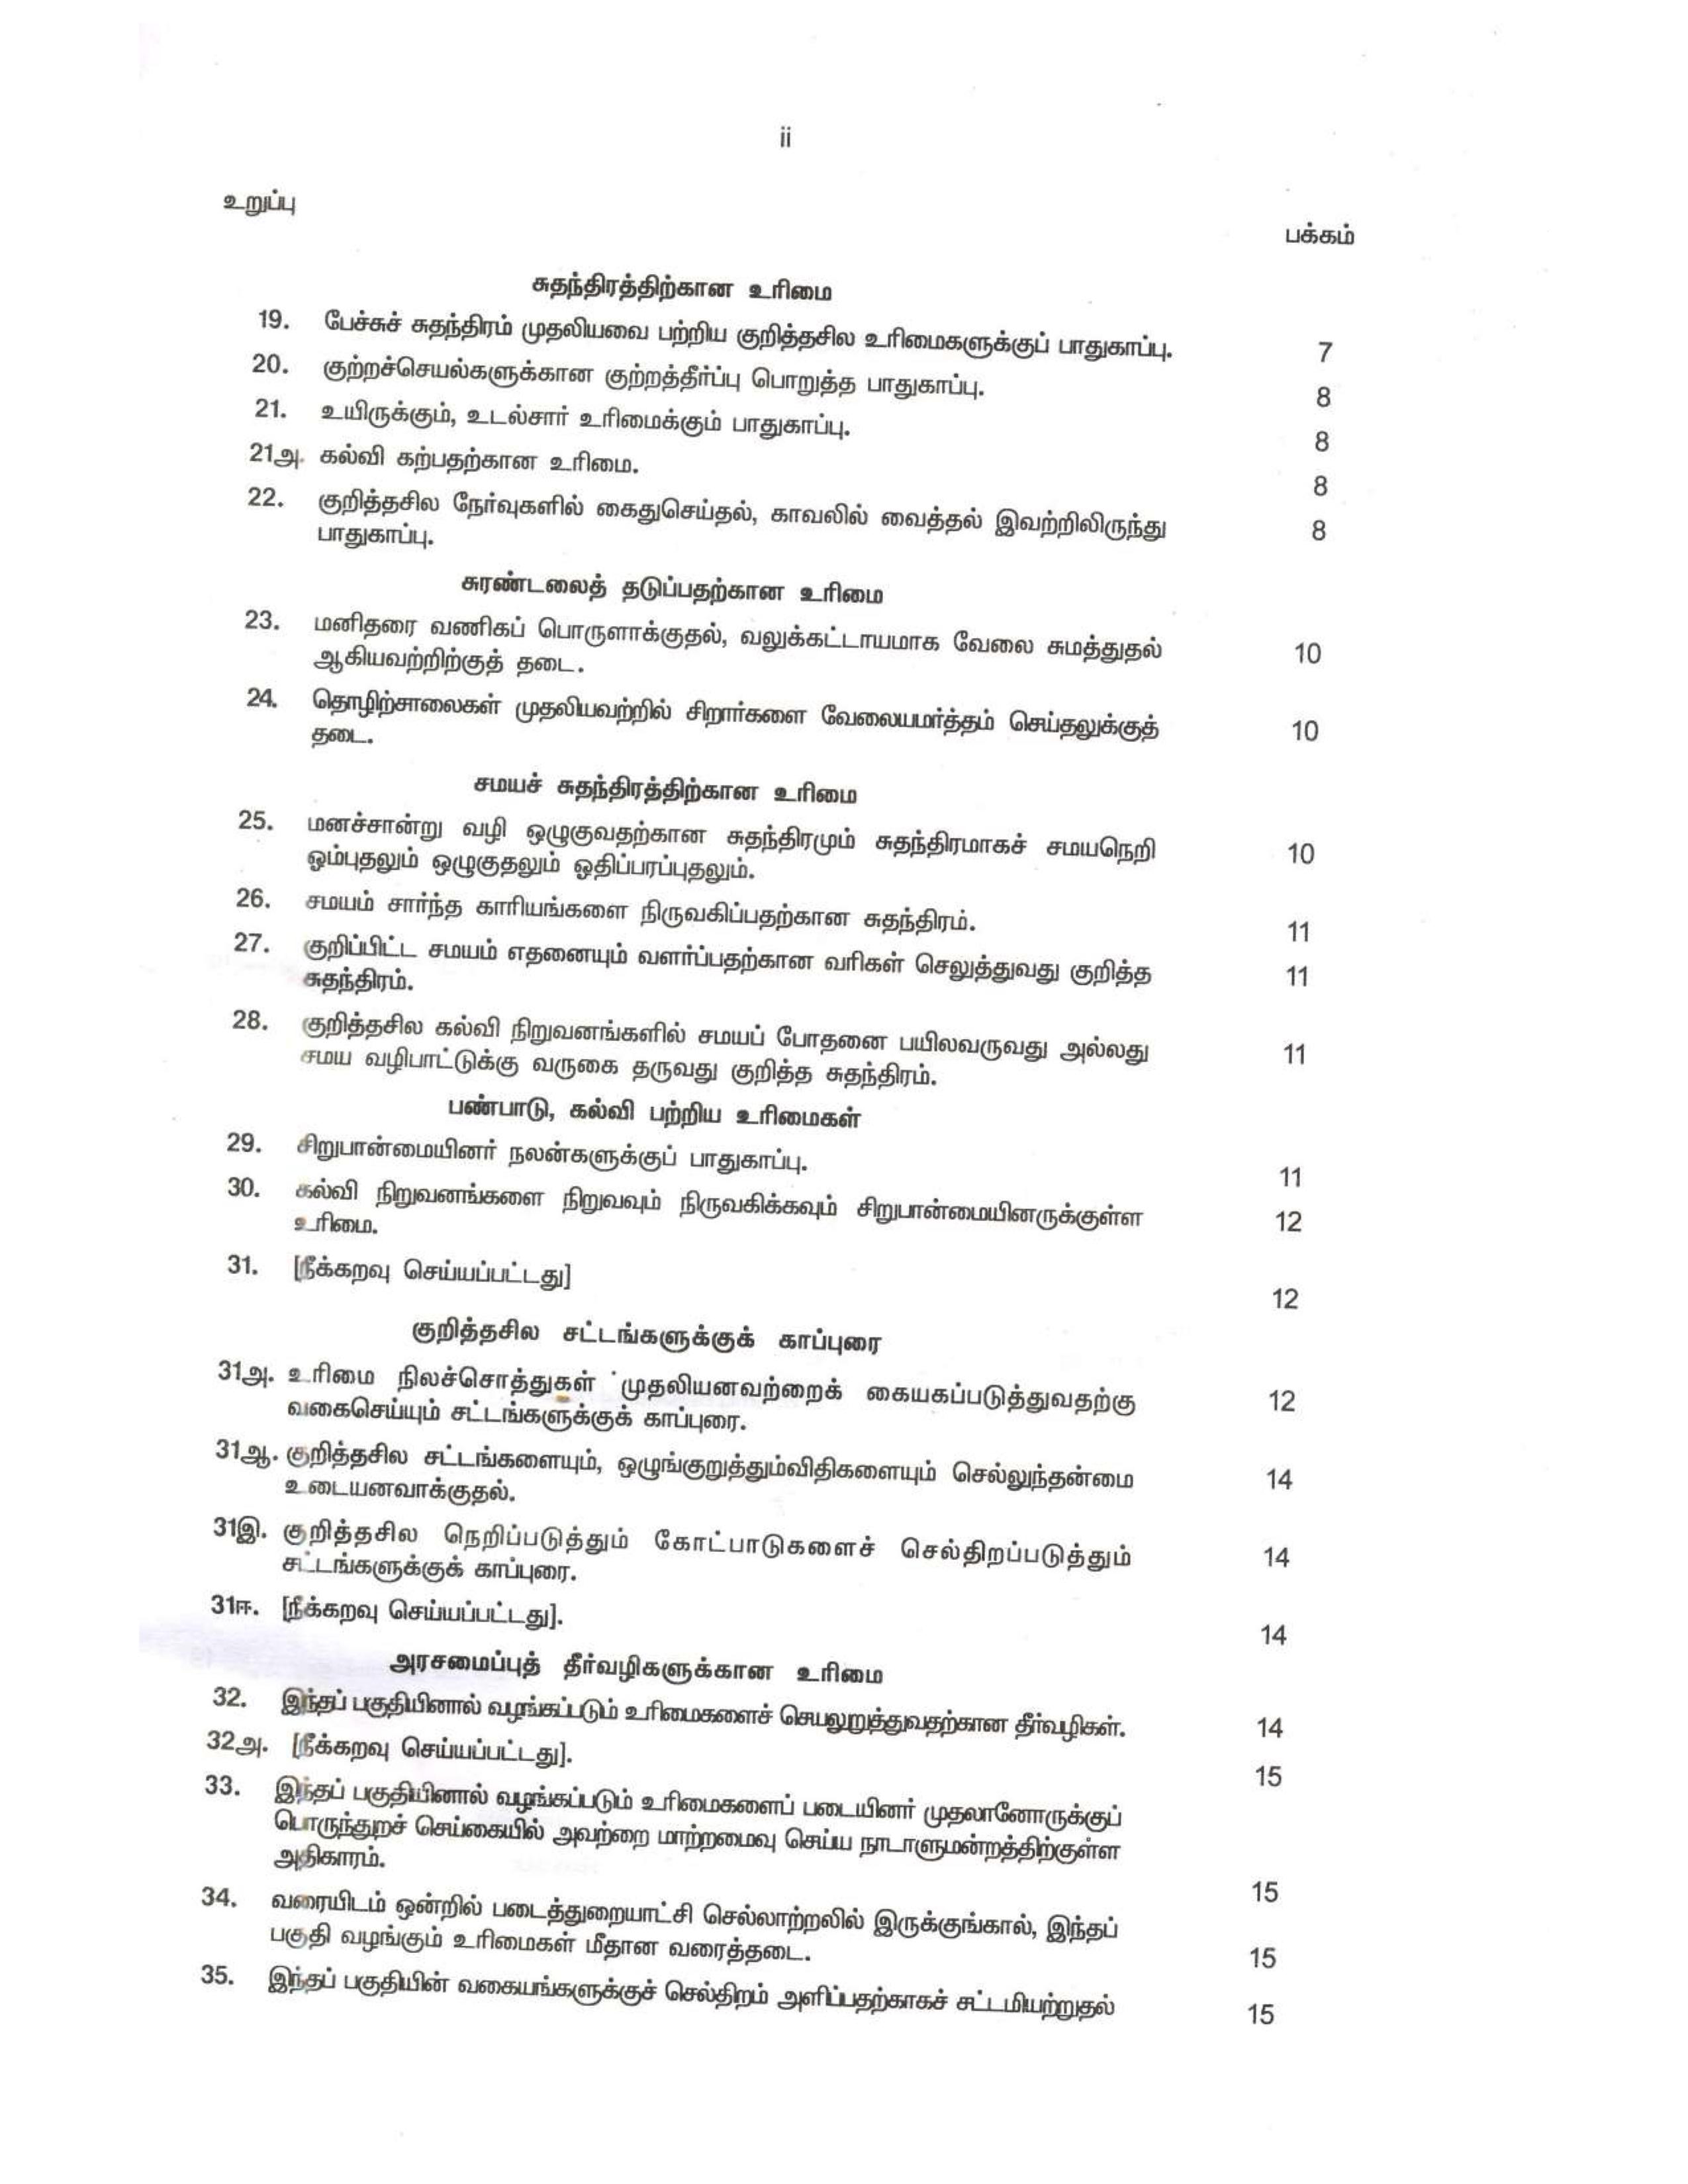 ii
உறுப்பு
பக்கம்
சுதந்திரத்திற்கான உரிமை
19. பேச்சுச் சுதந்திரம் முதலியவை பற்றிய குறித்தசில உரிமைகளுக்குப் பாதுகாப்பு. 7
20. குற்றச்செயல்களுக்கான குற்றத்தீர்ப்பு பொறுத்த பாதுகாப்பு. 8
21. உயிருக்கும், உடல்சார் உரிமைக்கும் பாதுகாப்பு. 8
21அ. கல்வி கற்பதற்கான உரிமை. 8
22. குறித்தசில நேர்வுகளில் கைதுசெய்தல், காவலில் வைத்தல் இவற்றிலிருந்து 8
பாதுகாப்பு.
சுரண்டலைத் தடுப்பதற்கான உரிமை
23. மனிதரை வணிகப் பொருளாக்குதல், வலுக்கட்டாயமாக வேலை சுமத்துதல் 10
ஆகியவற்றிற்குத் தடை.
24. தொழிற்சாலைகள் முதலியவற்றில் சிறார்களை வேலையமர்த்தம் செய்தலுக்குத் 10
தடை.
சமயச் சுதந்திரத்திற்கான உரிமை
25. மனச்சான்று வழி ஒழுகுவதற்கான சுதந்திரமும் சுதந்திரமாகச் சமயநெறி 10
ஓம்புதலும் ஒழுகுதலும் ஓதிப்பரப்புதலும்.
26. சமயம் சார்ந்த காரியங்களை நிருவகிப்பதற்கான சுதந்திரம். 11
27. குறிப்பிட்ட சமயம் எதனையும் வளர்ப்பதற்கான வரிகள் செலுத்துவது குறித்த 11
சுதந்திரம்.
28. குறித்தசில கல்வி நிறுவனங்களில் சமயப் போதனை பயிலவருவது அல்லது 11
சமய வழிபாட்டுக்கு வருகை தருவது குறித்த சுதந்திரம்.
பண்பாடு, கல்வி பற்றிய உரிமைகள்
29. சிறுபான்மையினர் நலன்களுக்குப் பாதுகாப்பு. 11
30. கல்வி நிறுவனங்களை நிறுவவும் நிருவகிக்கவும் சிறுபான்மையினருக்குள்ள 12
உரிமை.
31. [நீக்கறவு செய்யப்பட்டது] 12
குறித்தசில சட்டங்களுக்குக் காப்புரை
31அ. உரிமை நிலச்சொத்துகள் முதலியனவற்றைக் கையகப்படுத்துவதற்கு 12
வகைசெய்யும் சட்டங்களுக்குக் காப்புரை.
31ஆ. குறித்தசில சட்டங்களையும், ஒழுங்குறுத்தும்விதிகளையும் செல்லுந்தன்மை 14
உடையனவாக்குதல்.
31இ. குறித்தசில நெறிப்படுத்தும் கோட்பாடுகளைச் செல்திறப்படுத்தும் 14
சட்டங்களுக்குக் காப்புரை.
31ஈ. [நீக்கறவு செய்யப்பட்டது]. 14
அரசமைப்புத் தீர்வழிகளுக்கான உரிமை
32. இந்தப் பகுதியினால் வழங்கப்படும் உரிமைகளைச் செயலுறுத்துவதற்கான தீர்வழிகள். 14
32அ. [நீக்கறவு செய்யப்பட்டது]. 15
33. இந்தப் பகுதியினால் வழங்கப்படும் உரிமைகளைப் படையினர் முதலானோருக்குப்
பொருந்துறச் செய்கையில் அவற்றை மாற்றமைவு செய்ய நாடாளுமன்றத்திற்குள்ள
அதிகாரம். 15
34. வரையிடம் ஒன்றில் படைத்துறையாட்சி செல்லாற்றலில் இருக்குங்கால், இந்தப்
பகுதி வழங்கும் உரிமைகள் மீதான வரைத்தடை. 15
35. இந்தப் பகுதியின் வகையங்களுக்குச் செல்திறம் அளிப்பதற்காகச் சட்டமியற்றுதல் 15